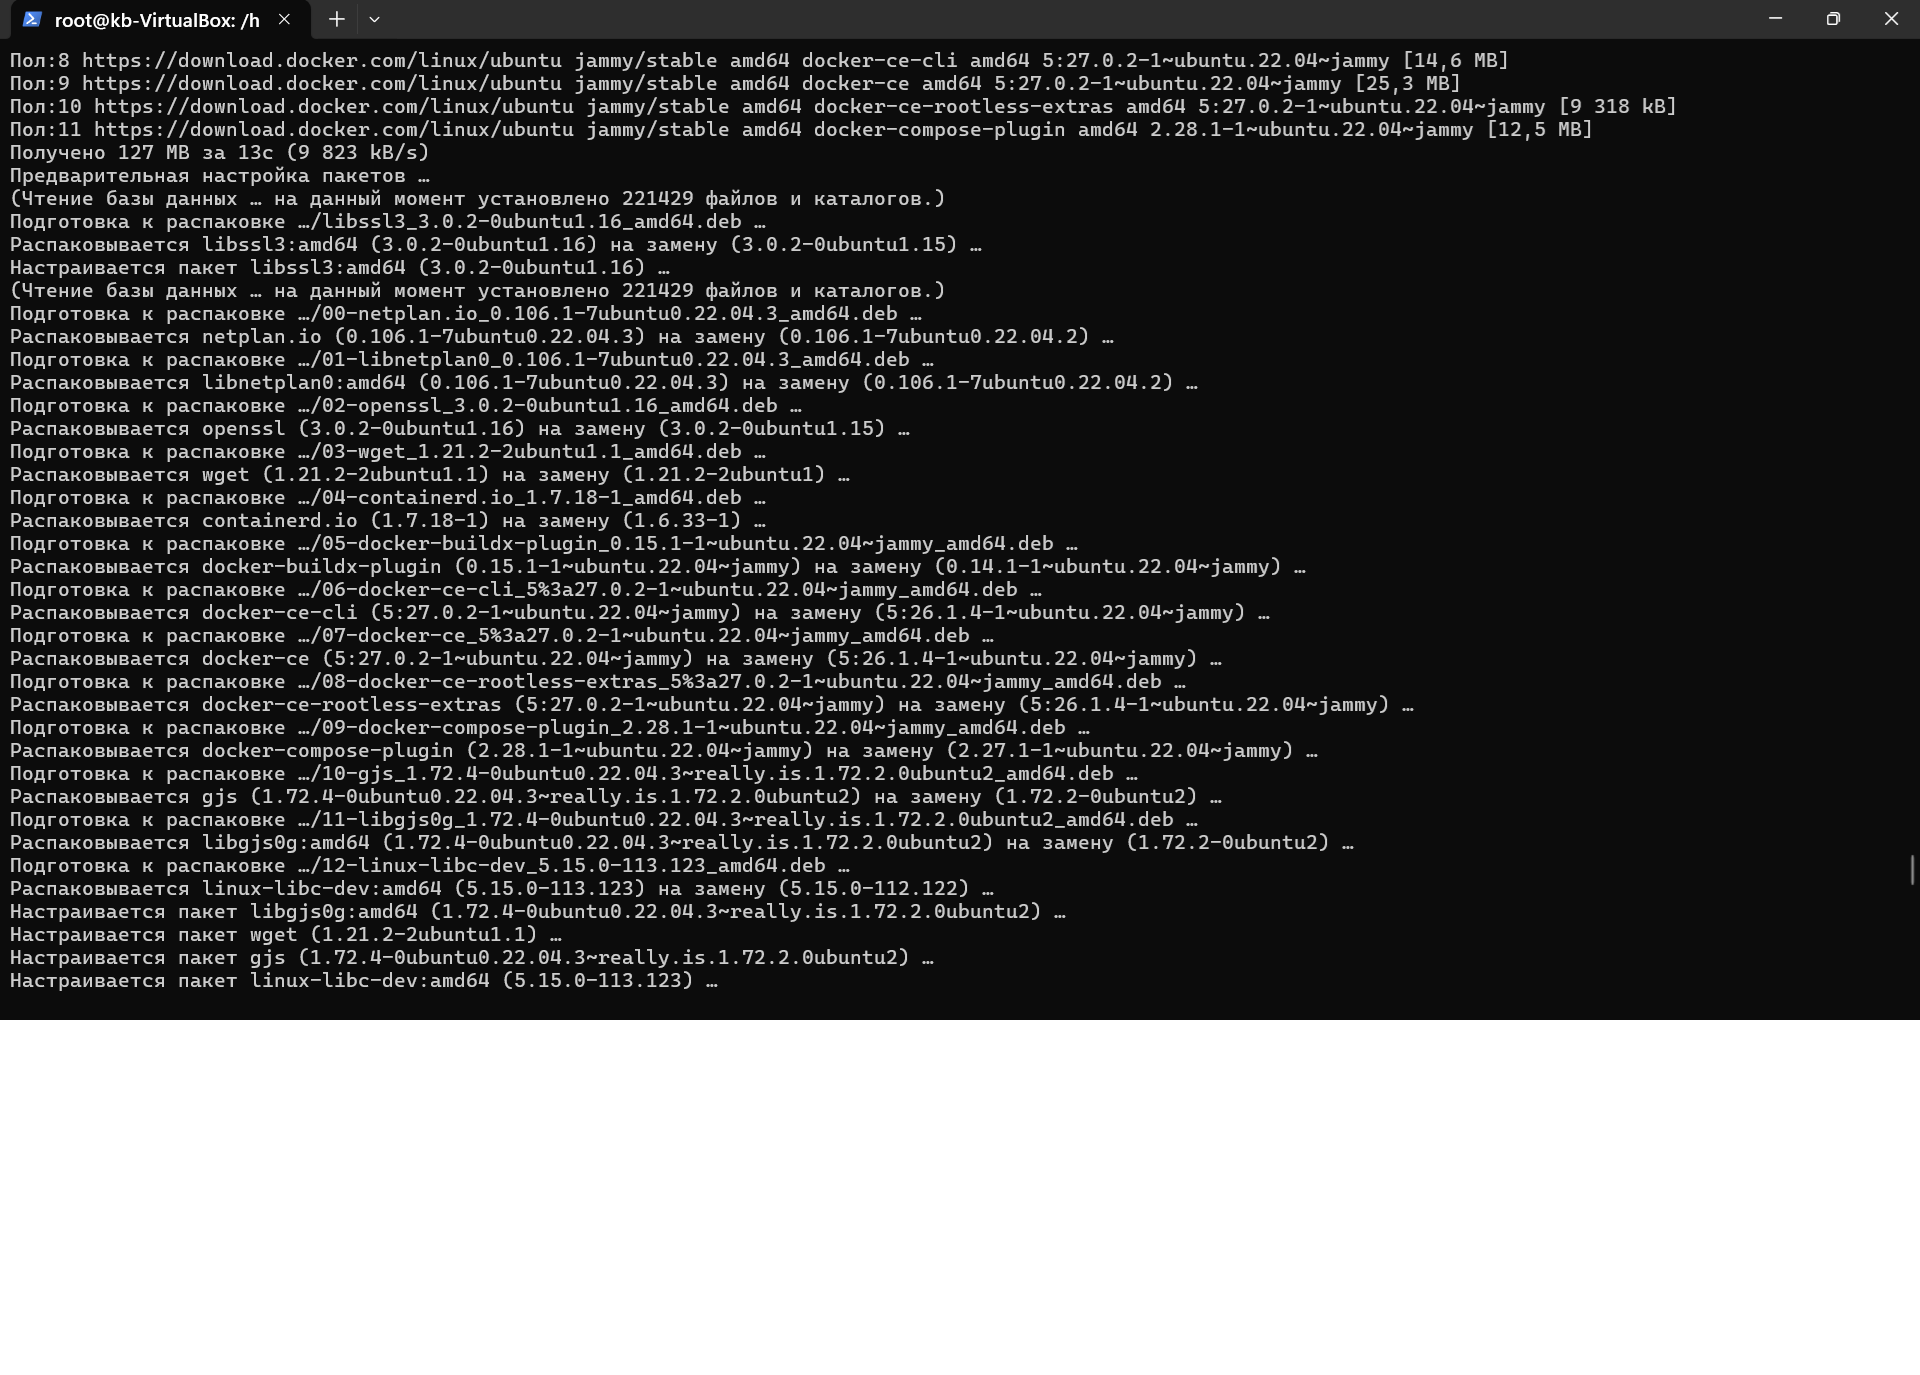 root@kb-VirtualBox: /h
Пол:8 https://download.docker.com/linux/ubuntu jammy/stable amd64 docker-ce-cli amd64 5:27.0.2-1~ubuntu.22.04~jammy [14,6 MB]
Пол:9 https://download.docker.com/linux/ubuntu jammy/stable amd64 docker-ce amd64 5:27.0.2-1~ubuntu.22.04~jammy [25,3 MB]
Пол:10 https://download.docker.com/linux/ubuntu jammy/stable amd64 docker-ce-rootless-extras amd64 5:27.0.2-1~ubuntu.22.04~jammy [9 318 kB]
Пол:11 https://download.docker.com/linux/ubuntu jammy/stable amd64 docker-compose-plugin amd64 2.28.1-1~ubuntu.22.04~jammy [12,5 MB]
Получено 127 MB за 13с (9 823 kB/s)
Предварительная настройка пакетов …
(Чтение базы данных … на данный момент установлено 221429 файлов и каталогов.)
Подготовка к распаковке …/libssl3_3.0.2-0ubuntu1.16_amd64.deb …
Распаковывается libssl3:amd64 (3.0.2-0ubuntu1.16) на замену (3.0.2-0ubuntu1.15) …
Настраивается пакет libssl3:amd64 (3.0.2-0ubuntu1.16) …
(Чтение базы данных … на данный момент установлено 221429 файлов и каталогов.)
Подготовка к распаковке …/00-netplan.io_0.106.1-7ubuntu0.22.04.3_amd64.deb …
Распаковывается netplan.io (0.106.1-7ubuntu0.22.04.3) на замену (0.106.1-7ubuntu0.22.04.2) …
Подготовка к распаковке …/01-libnetplan0_0.106.1-7ubuntu0.22.04.3_amd64.deb …
Распаковывается libnetplan0:amd64 (0.106.1-7ubuntu0.22.04.3) на замену (0.106.1-7ubuntu0.22.04.2) …
Подготовка к распаковке …/02-openssl_3.0.2-0ubuntu1.16_amd64.deb …
Распаковывается openssl (3.0.2-0ubuntu1.16) на замену (3.0.2-0ubuntu1.15) …
Подготовка к распаковке …/03-wget_1.21.2-2ubuntu1.1_amd64.deb …
Распаковывается wget (1.21.2-2ubuntu1.1) на замену (1.21.2-2ubuntu1) …
Подготовка к распаковке …/04-containerd.io_1.7.18-1_amd64.deb …
Распаковывается containerd.io (1.7.18-1) на замену (1.6.33-1) …
Подготовка к распаковке …/05-docker-buildx-plugin_0.15.1-1~ubuntu.22.04~jammy_amd64.deb …
Распаковывается docker-buildx-plugin (0.15.1-1~ubuntu.22.04~jammy) на замену (0.14.1-1~ubuntu.22.04~jammy) …
Подготовка к распаковке …/06-docker-ce-cli_5%3a27.0.2-1~ubuntu.22.04~jammy_amd64.deb …
Распаковывается docker-ce-cli (5:27.0.2-1~ubuntu.22.04~jammy) на замену (5:26.1.4-1~ubuntu.22.04~jammy) …
Подготовка к распаковке …/07-docker-ce_5%3a27.0.2-1~ubuntu.22.04~jammy_amd64.deb …
Распаковывается docker-ce (5:27.0.2-1~ubuntu.22.04~jammy) на замену (5:26.1.4-1~ubuntu.22.04~jammy) …
Подготовка к распаковке …/08-docker-ce-rootless-extras_5%3a27.0.2-1~ubuntu.22.04~jammy_amd64.deb …
Распаковывается docker-ce-rootless-extras (5:27.0.2-1~ubuntu.22.04~jammy) на замену (5:26.1.4-1~ubuntu.22.04~jammy) …
Подготовка к распаковке …/09-docker-compose-plugin_2.28.1-1~ubuntu.22.04~jammy_amd64.deb …
Распаковывается docker-compose-plugin (2.28.1-1~ubuntu.22.04~jammy) на замену (2.27.1-1~ubuntu.22.04~jammy) …
Подготовка к распаковке …/10-gjs_1.72.4-0ubuntu0.22.04.3~really.is.1.72.2.0ubuntu2_amd64.deb …
Распаковывается gjs (1.72.4-0ubuntu0.22.04.3~really.is.1.72.2.0ubuntu2) на замену (1.72.2-0ubuntu2) …
Подготовка к распаковке …/11-libgjs0g_1.72.4-0ubuntu0.22.04.3~really.is.1.72.2.0ubuntu2_amd64.deb …
Распаковывается libgjs0g:amd64 (1.72.4-0ubuntu0.22.04.3~really.is.1.72.2.0ubuntu2) на замену (1.72.2-0ubuntu2) …
Подготовка к распаковке …/12-linux-libc-dev_5.15.0-113.123_amd64.deb …
Распаковывается linux-libc-dev:amd64 (5.15.0-113.123) на замену (5.15.0-112.122) …
Настраивается пакет libgjs0g:amd64 (1.72.4-0ubuntu0.22.04.3~really.is.1.72.2.0ubuntu2) …
Настраивается пакет wget (1.21.2-2ubuntu1.1) …
Настраивается пакет gjs (1.72.4-0ubuntu0.22.04.3~really.is.1.72.2.0ubuntu2) …
Настраивается пакет linux-libc-dev:amd64 (5.15.0-113.123) …